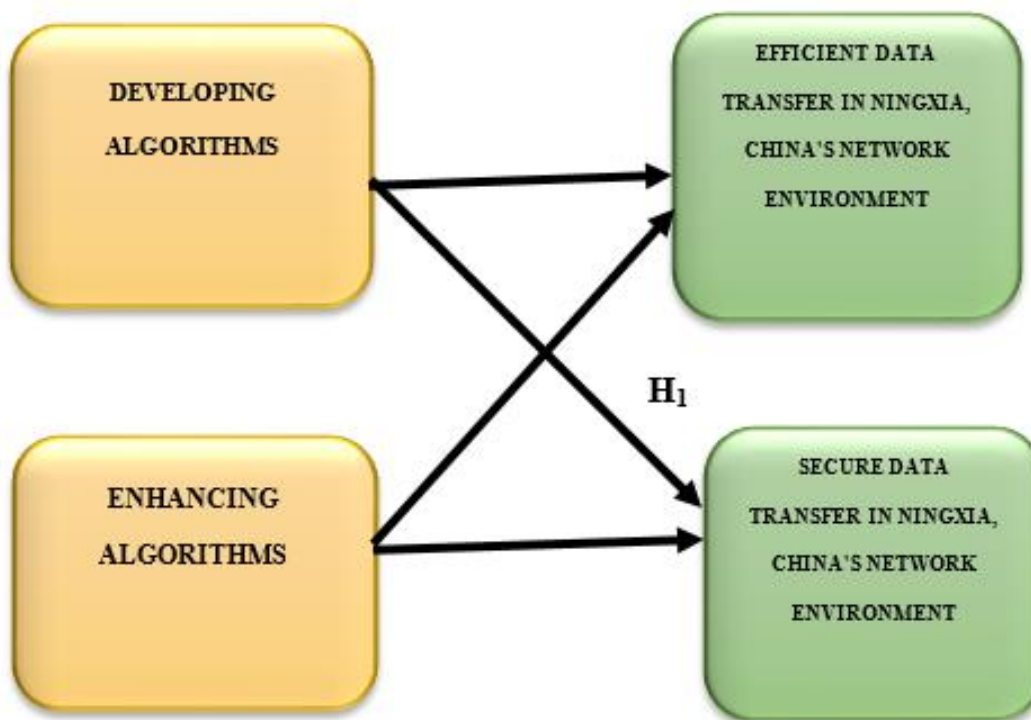 DEVELOPING
ALGORITHMS
EFFICIENT DATA
TRANSFER IN NINGXIA,
CHINA'S NETWORK
ENVIRONMENT
H₁
ENHANCING
ALGORITHMS
SECURE DATA
TRANSFER IN NINGXIA,
CHINA'S NETWORK
ENVIRONMENT